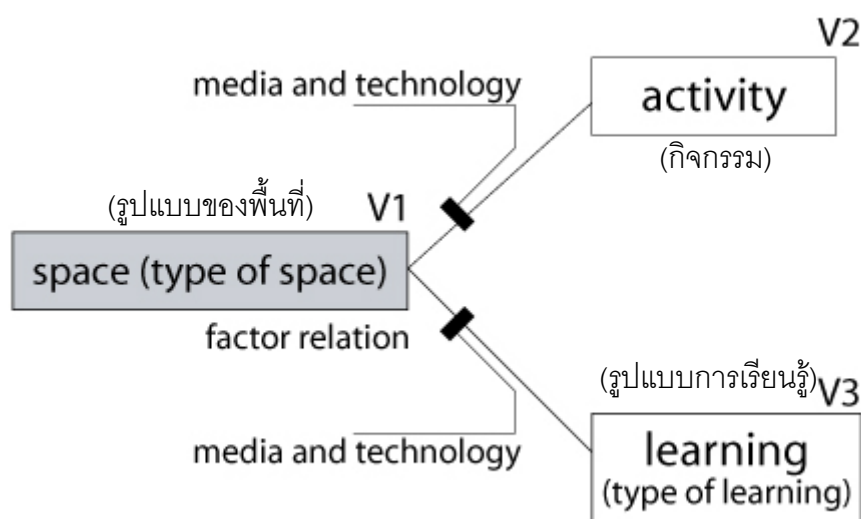 V2
media and technology
activity
(กิจกรรม)
(รูปแบบของพื้นที่) V1
space (type of space)
factor relation
(รูปแบบการเรียนรู้) V3
media and technology
learning
(type of learning)